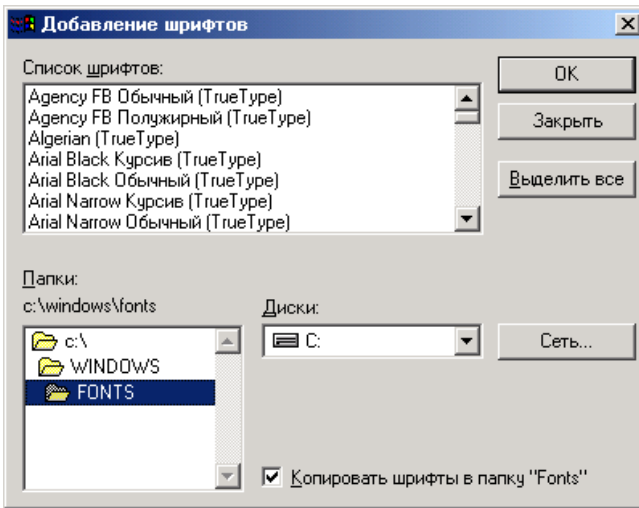 Добавление шрифтов
Список шрифтов:
Agency FB Обычный (TrueType)
Agency FB Полужирный (TrueType)
Algerian (TrueType)
Arial Black Курсив (TrueType)
Arial Black Обычный (TrueType)
Arial Narrow Курсив (TrueType)
Arial Narrow Обычный (TrueType)
OK
Закрыть
Выделить все
Папки:
c:\windows\fonts
c:\
WINDOWS
FONTS
Диски:
C:
Сеть...
Копировать шрифты в папку "Fonts"